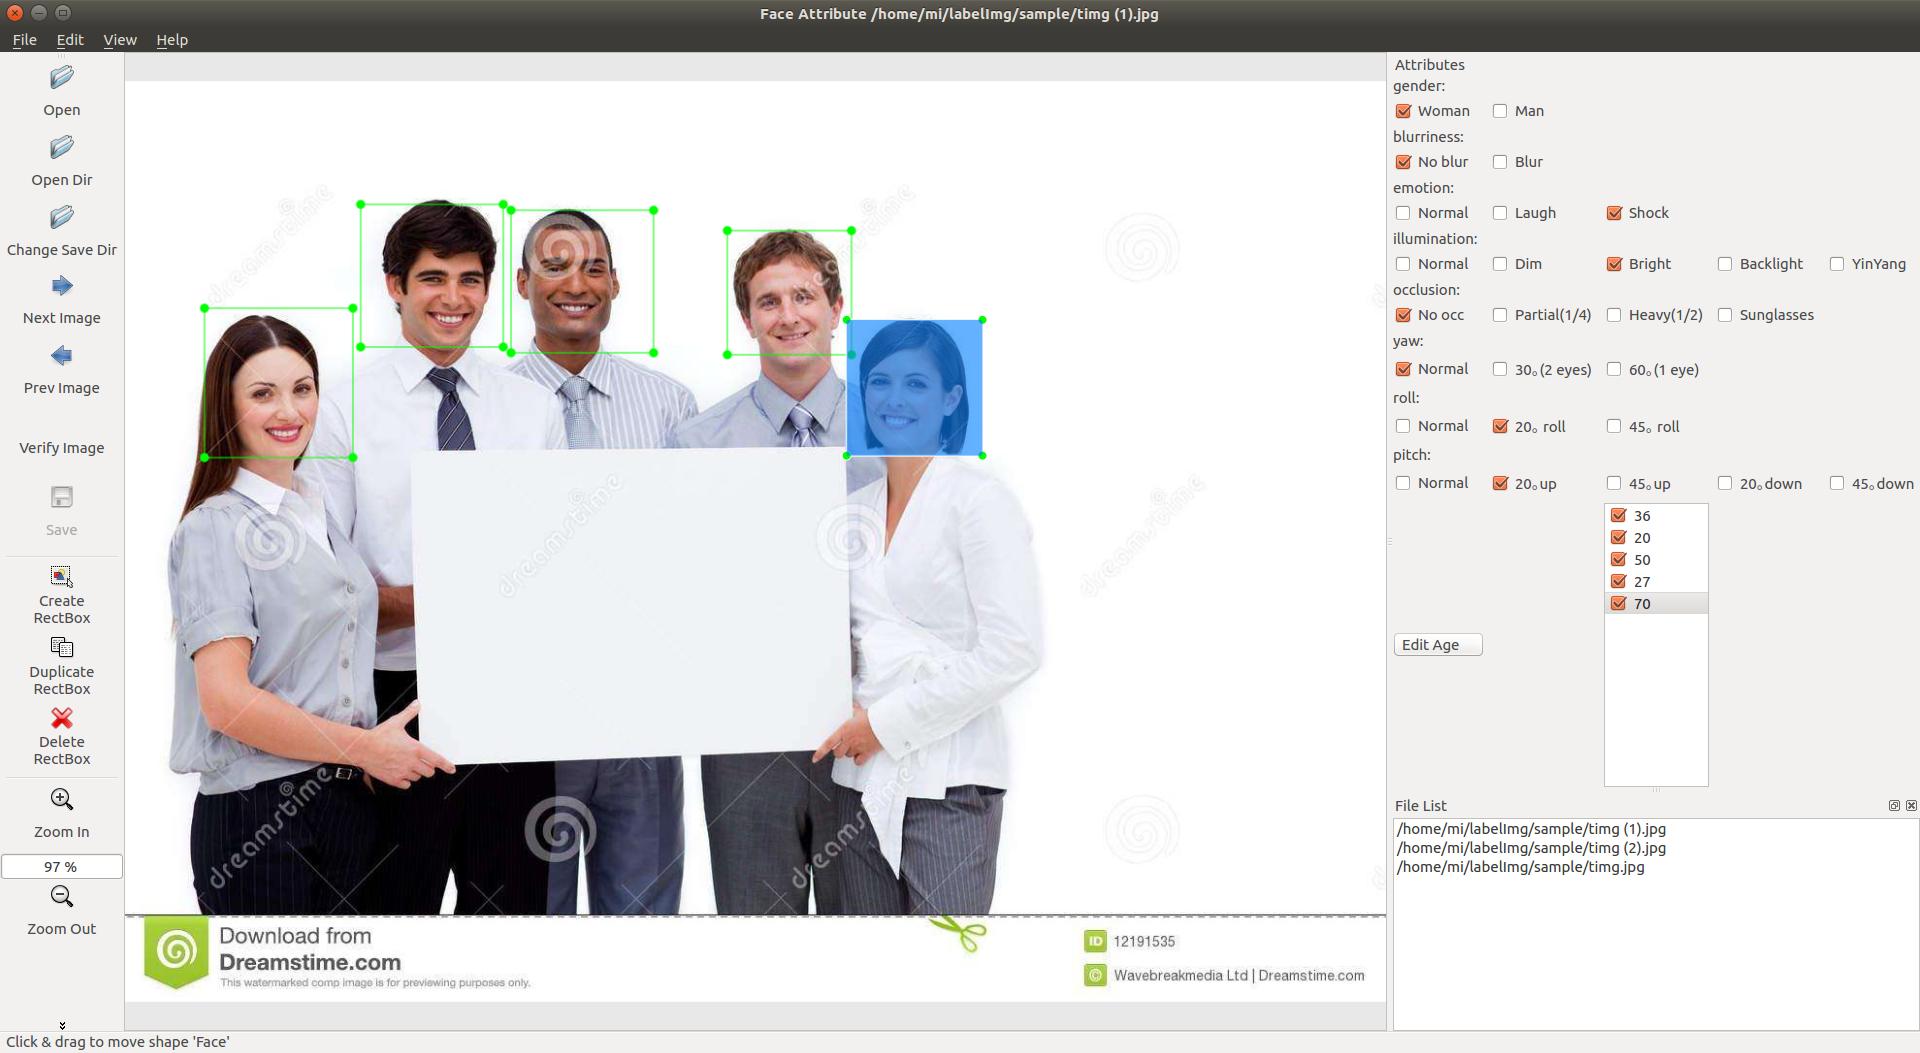 Face Attribute /home/mi/labelImg/sample/timg (1).jpg
File Edit View Help
Open
Open Dir
Change Save Dir
Next Image
Prev Image
Verify Image
Save
Create
RectBox
Duplicate
RectBox
Delete
RectBox
Zoom In
97 %
Zoom Out
dreamstime
dreamstime
dreamstime
dreamstime
dreamstime
dreamstime
Download from
Dreamstime.com
This watermarked comp image is for previewing purposes only.
ID 12191535
© Wavebreakmedia Ltd | Dreamstime.com
Attributes
gender:
Woman Man
blurriness:
No blur Blur
emotion:
Normal Laugh Shock
illumination:
Normal Dim Bright Backlight YinYang
occlusion:
No occ Partial(1/4) Heavy(1/2) Sunglasses
yaw:
Normal 30。(2 eyes) 60。(1 eye)
roll:
Normal 20。 roll 45。 roll
pitch:
Normal 20。up 45。up 20。down 45。down
36
20
50
27
70
Edit Age
File List
/home/mi/labelImg/sample/timg (1).jpg
/home/mi/labelImg/sample/timg (2).jpg
/home/mi/labelImg/sample/timg.jpg
Click & drag to move shape 'Face'